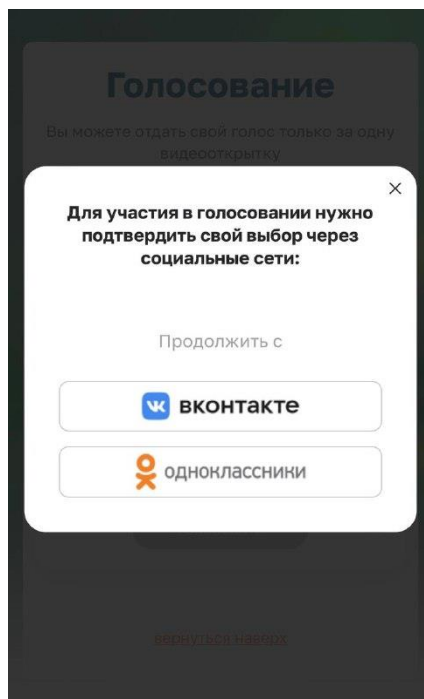 Голосование
Вы можете отдать свой голос только за одну
видеооткрытку
Для участия в голосовании нужно
подтвердить свой выбор через
социальные сети:
Продолжить с
вконтакте
одноклассники
вернуться наверх